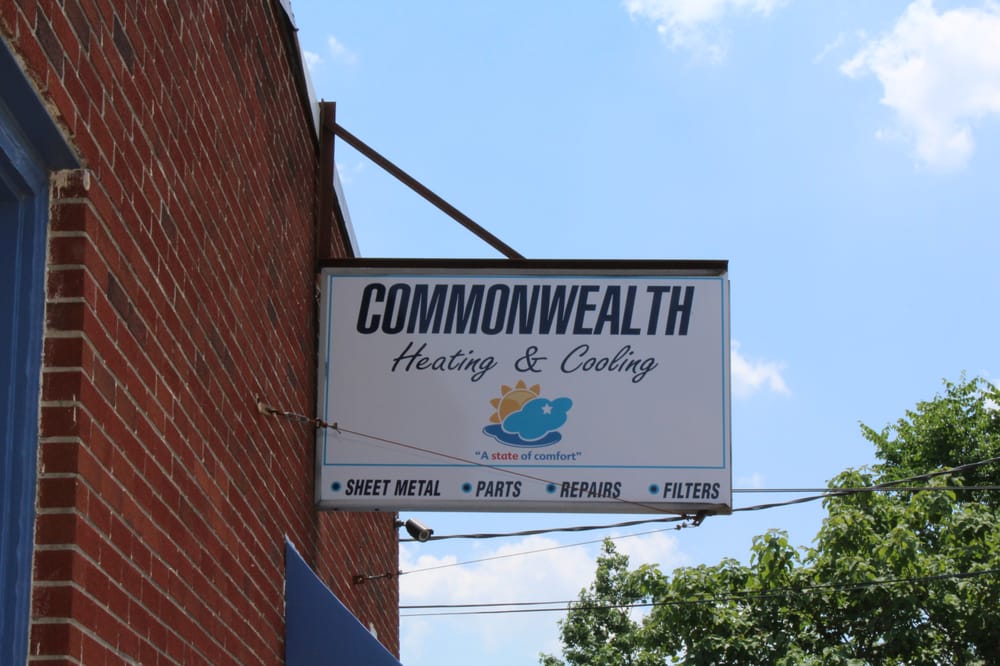 COMMONWEALTH
Heating & Cooling
"A state of comfort"
SHEET METAL • PARTS • REPAIRS • FILTERS